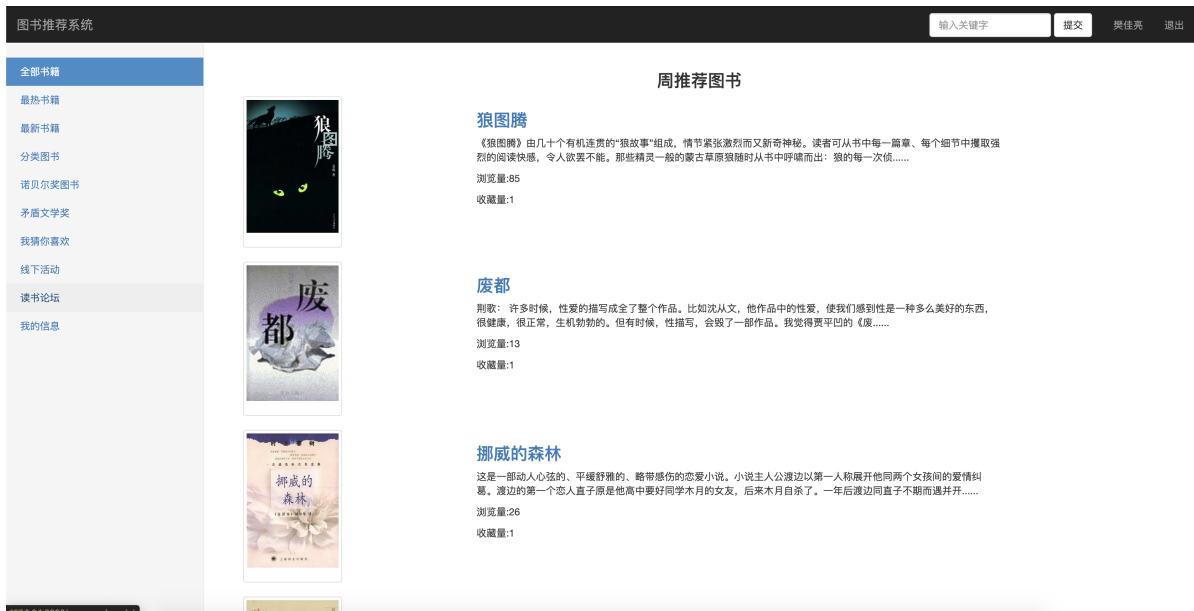 图书推荐系统
输入关键字
提交
樊佳亮
退出
全部书籍
最热书籍
最新书籍
分类图书
诺贝尔奖图书
矛盾文学奖
我猜你喜欢
线下活动
读书论坛
我的信息
周推荐图书
狼图腾
狼图腾
《狼图腾》由几十个有机连贯的“狼故事”组成，情节紧张激烈而又新奇神秘。读者可从书中每一篇章、每个细节中攫取强
烈的阅读快感，令人欲罢不能。那些精灵一般的蒙古草原狼随时从书中呼啸而出：狼的每一次侦......
浏览量:85
收藏量:1
废都
废都
荆歌： 许多时候，性爱的描写成全了整个作品。比如沈从文，他作品中的性爱，使我们感到性是一种多么美好的东西，
很健康，很正常，生机勃勃的。但有时候，性描写，会毁了一部作品。我觉得贾平凹的《废......
浏览量:13
收藏量:1
挪威的
森林
挪威的森林
这是一部动人心弦的、平缓舒雅的、略带感伤的恋爱小说。小说主人公渡边以第一人称展开他同两个女孩间的爱情纠
葛。渡边的第一个恋人直子原是他高中要好同学木月的女友，后来木月自杀了。一年后渡边同直子不期而遇并开......
浏览量:26
收藏量:1